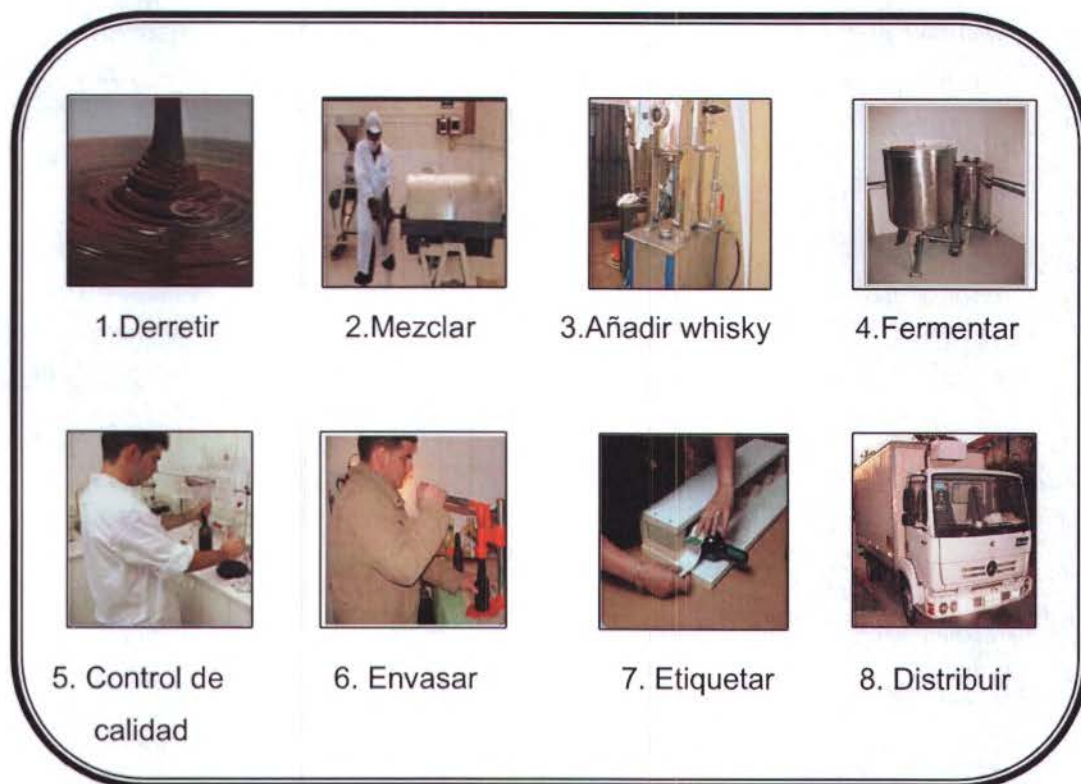 1.Derretir
2.Mezclar
3.Añadir whisky
4.Fermentar
5. Control de
calidad
6. Envasar
7. Etiquetar
8. Distribuir